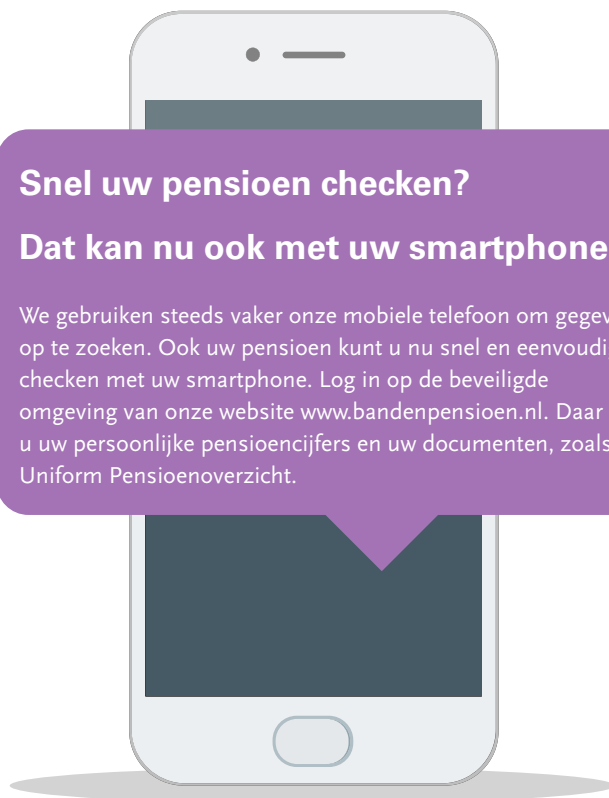 Snel uw pensioen checken?
Dat kan nu ook met uw smartphone
We gebruiken steeds vaker onze mobiele telefoon om
op te zoeken. Ook uw pensioen kunt u nu snel en
checken met uw smartphone. Log in op de beveiligde
omgeving van onze website www.bandenpensioen.nl. Daar
u uw persoonlijke pensioencijfers en uw documenten, zoals
Uniform Pensioenoverzicht.